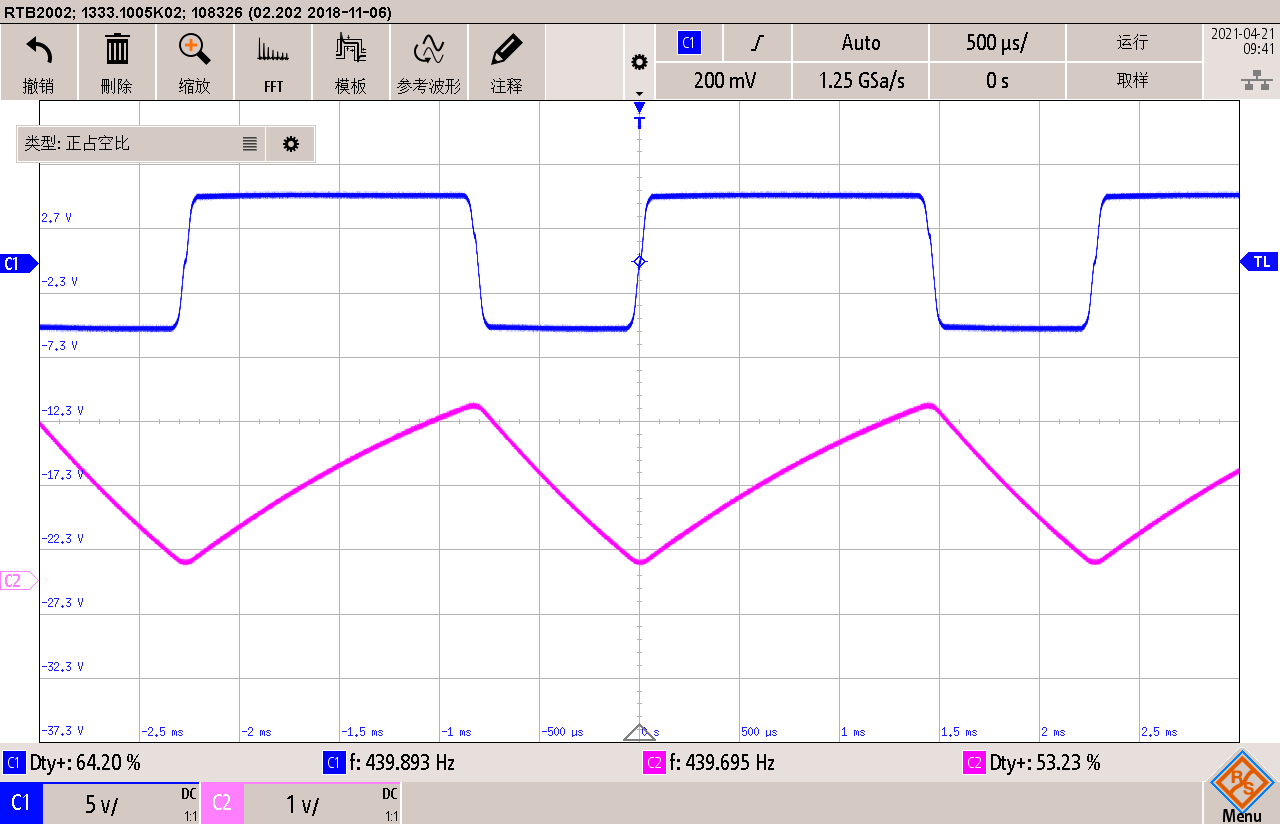 RTB2002; 1333.1005K02; 108326 (02.202 2018-11-06)
撤销 刪除 缩放 FFT 模板 参考波形 注释
C1 Auto 500 µs/ 运行
200 mV 1.25 GSa/s 0 s 取样
2021-04-21
09:41
T
类型: 正占空比
2.7 V
C1 TL
-2.3 V
-7.3 V
-12.3 V
-17.3 V
-22.3 V
C2
-27.3 V
-32.3 V
-37.3 V -2.5 ms -2 ms -1.5 ms -1 ms -500 µs 0 s 500 µs 1 ms 1.5 ms 2 ms 2.5 ms
C1 Dty+: 64.20 % C1 f: 439.893 Hz C2 f: 439.695 Hz C2 Dty+: 53.23 %
C1 5 V/ DC 1:1 C2 1 V/ DC 1:1
R S
Menu